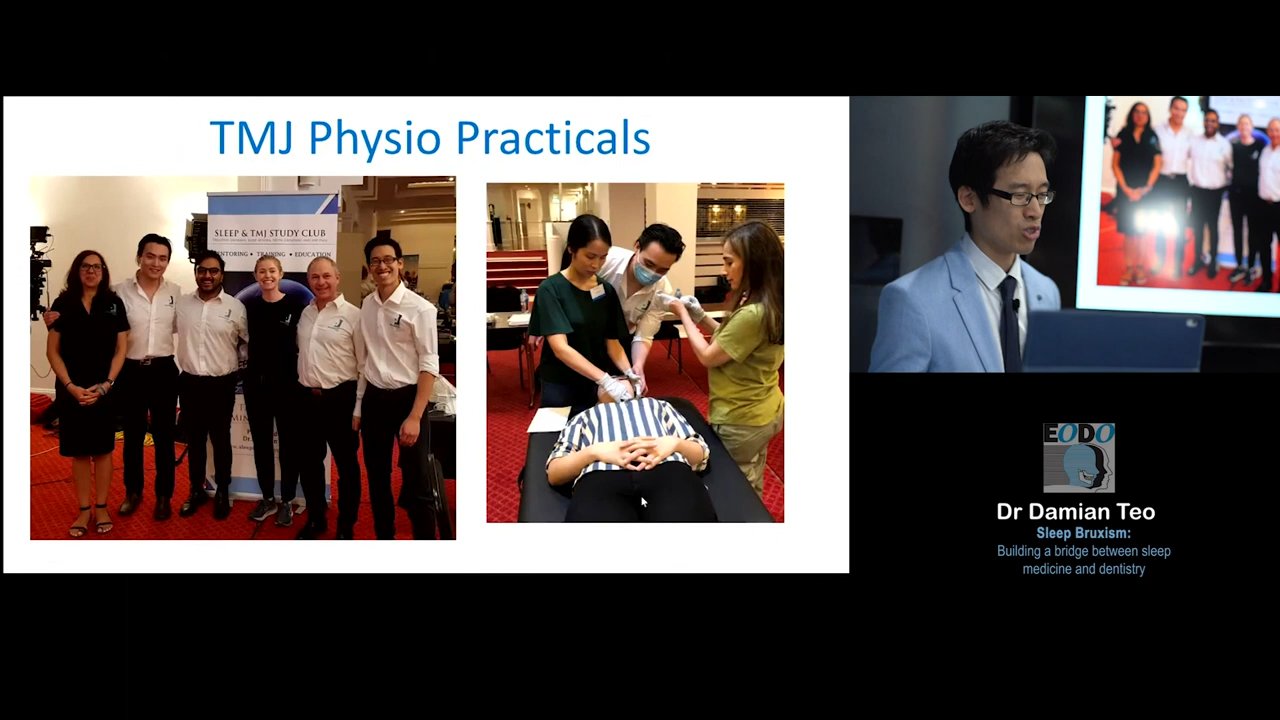 TMJ Physio Practicals
SLEEP & TMJ STUDY CLUB
MENTORING • TRAINING • EDUCATION
EODO
Dr Damian Teo
Sleep Bruxism:
Building a bridge between sleep
medicine and dentistry